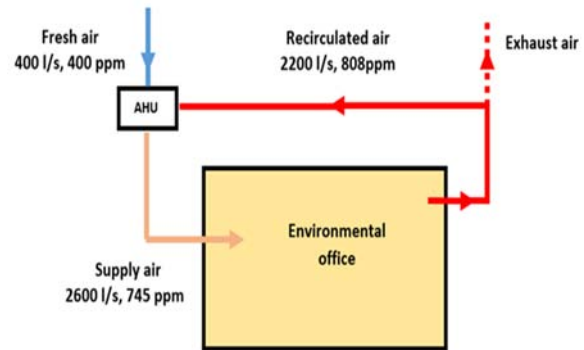 Fresh air
400 l/s, 400 ppm
Recirculated air
2200 l/s, 808ppm
Exhaust air
AHU
Environmental
office
Supply air
2600 l/s, 745 ppm